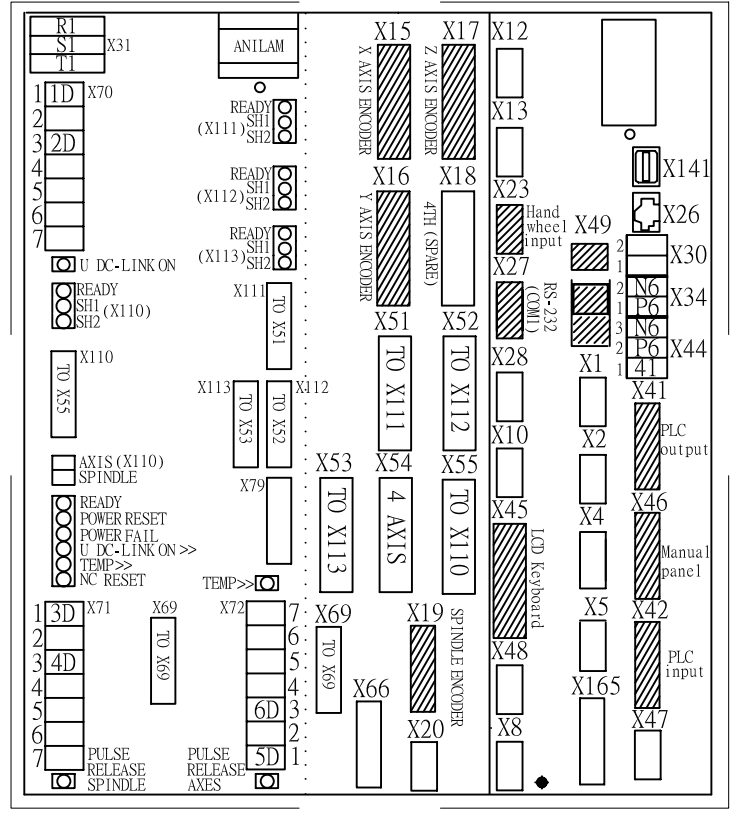 R1
S1
T1
X31
ANILAM
X15
X17
X12
X AXIS ENCODER
Z AXIS ENCODER
1
1D
X70
2
3
2D
4
5
6
7
READY
(X111)
SH1
SH2
READY
(X112)
SH1
SH2
READY
(X113)
SH1
SH2
U DC-LINK ON
READY
SH1
(X110)
SH2
X110
TO X55
X111
TO X51
X113
TO X53
X112
TO X52
AXIS (X110)
SPINDLE
READY
POWER RESET
POWER FAIL
U DC-LINK ON >>
TEMP>>
NC RESET
X79
TEMP>>
1
3D
X71
2
3
4D
4
5
6
7
PULSE
RELEASE
SPINDLE
X69
TO X69
X72
7
6
5
4
6D
3
2
5D
1
PULSE
RELEASE
AXES
X16
X18
Y AXIS ENCODER
4TH (SPARE)
X51
TO X111
X52
TO X112
X53
TO X113
X54
4 AXIS
X55
TO X110
X69
TO X69
X66
X19
SPINDLE ENCODER
X20
X13
X23
Hand
wheel
input
X27
RS-232
(COM1)
X28
X10
X45
LCD Keyboard
X48
X8
X49
X1
X2
X4
X5
X165
X141
X26
2
1
X30
2
N6
1
P6
X34
3
N6
2
P6
1
41
X44
X41
PLC
output
X46
Manual
panel
X42
PLC
input
X47